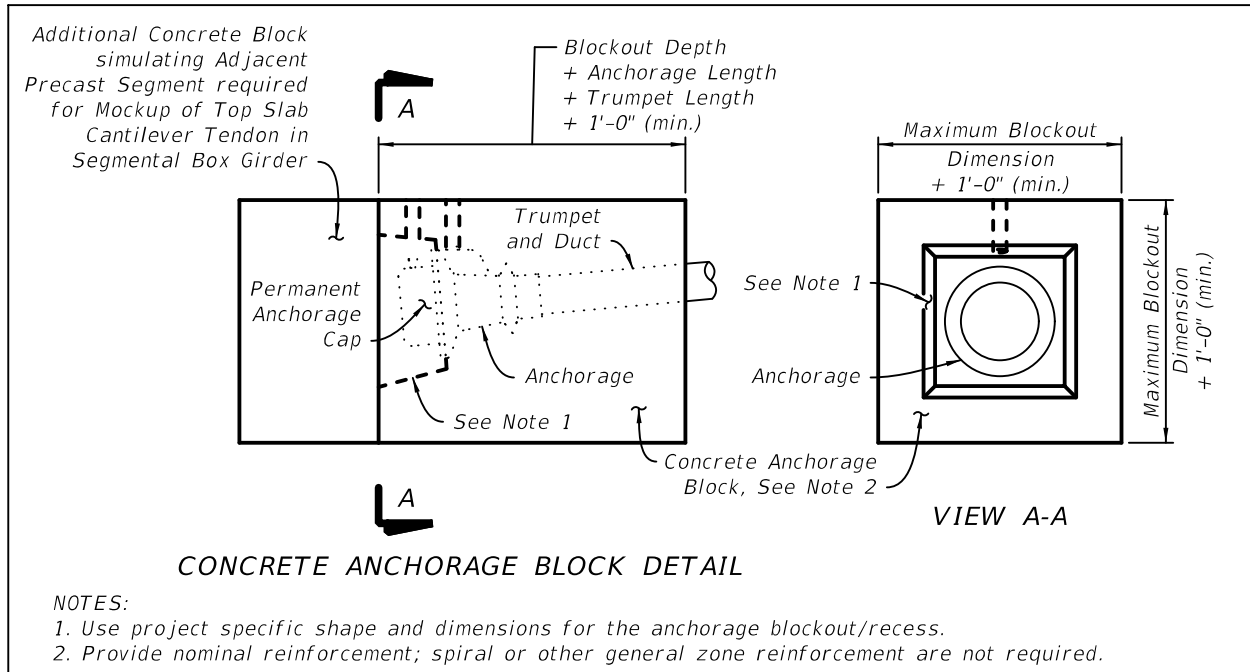 Additional Concrete Block
simulating Adjacent
Precast Segment required
for Mockup of Top Slab
Cantilever Tendon in
Segmental Box Girder
A
Blockout Depth
+ Anchorage Length
+ Trumpet Length
+ 1'-0" (min.)
Maximum Blockout
Dimension
+ 1'-0" (min.)
Trumpet
and Duct
Permanent
Anchorage
Cap
See Note 1
Anchorage
Maximum Blockout
Dimension
+ 1'-0" (min.)
Anchorage
See Note 1
Concrete Anchorage
Block, See Note 2
A
VIEW A-A
CONCRETE ANCHORAGE BLOCK DETAIL
NOTES:
1. Use project specific shape and dimensions for the anchorage blockout/recess.
2. Provide nominal reinforcement; spiral or other general zone reinforcement are not required.